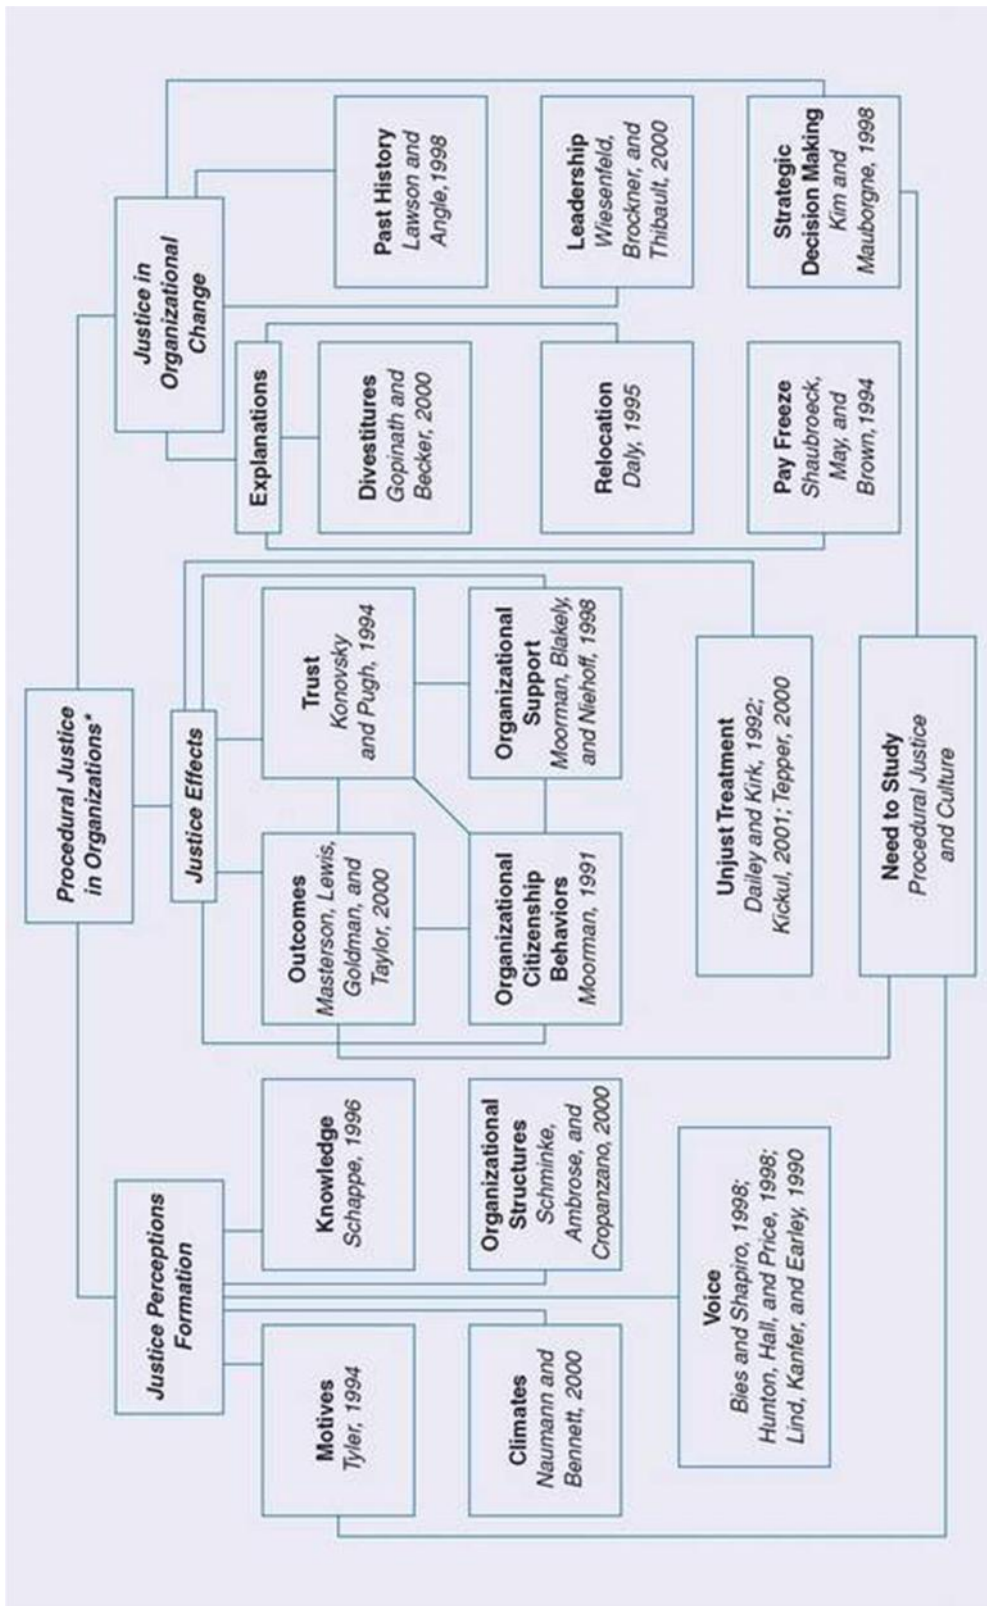 Procedural Justice
in Organizations*
Justice Perceptions
Formation
Motives
Tyler, 1994
Knowledge
Schappe, 1996
Climates
Naumann and
Bennett, 2000
Organizational
Structures
Schminke,
Ambrose, and
Cropanzano, 2000
Voice
Bies and Shapiro, 1998;
Hunton, Hall, and Price, 1998;
Lind, Kanfer, and Earley, 1990
Justice Effects
Outcomes
Masterson, Lewis,
Goldman, and
Taylor, 2000
Trust
Konovsky
and Pugh, 1994
Organizational
Citizenship
Behaviors
Moorman, 1991
Organizational
Support
Moorman, Blakely,
and Niehoff, 1998
Unjust Treatment
Dailey and Kirk, 1992;
Kickul, 2001; Tepper, 2000
Need to Study
Procedural Justice
and Culture
Justice in
Organizational
Change
Explanations
Divestitures
Gopinath and
Becker, 2000
Past History
Lawson and
Angle,1998
Relocation
Daly, 1995
Leadership
Wiesenfeld,
Brockner, and
Thibault, 2000
Pay Freeze
Shaubroeck,
May, and
Brown,1994
Strategic
Decision Making
Kim and
Mauborgne, 1998